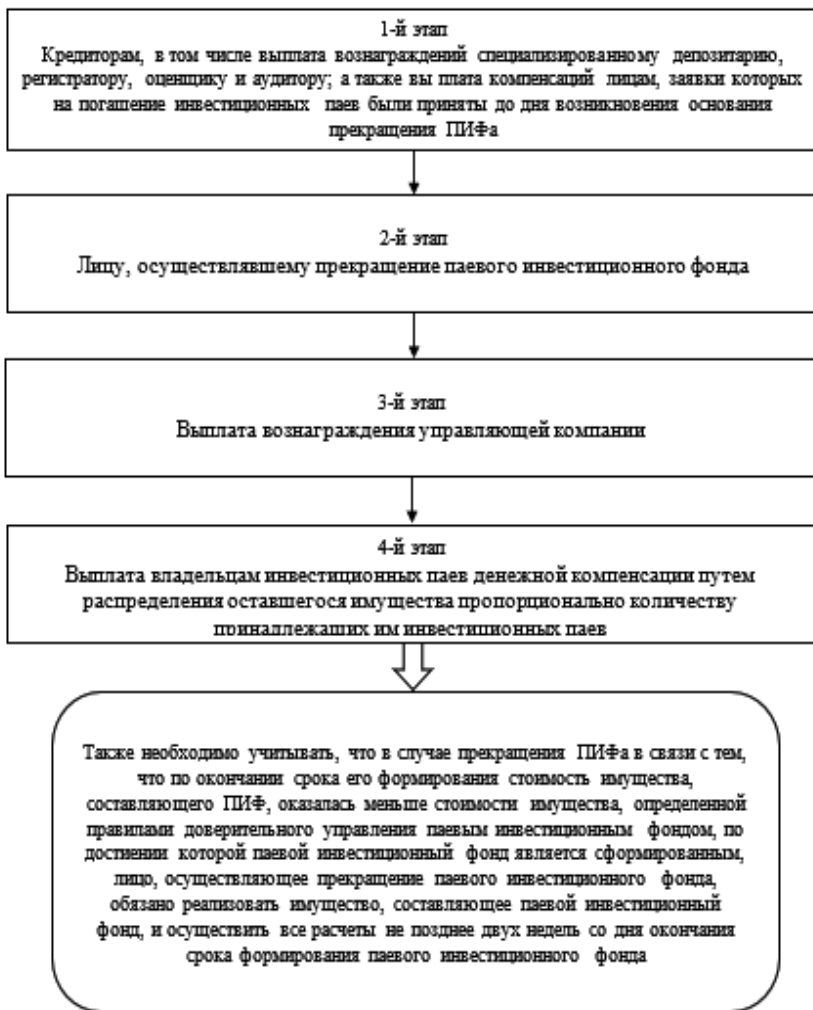 1-й этап
Кредиторам, в том числе выплата вознаграждений специализированному депозитарию,
регистратору, оценщику и аудитору; а также вы плата компенсаций лицам, заявки которых
на погашение инвестиционных паев были приняты до дня возникновения основания
прекращения ПИФа
2-й этап
Лицу, осуществлявшему прекращение паевого инвестиционного фонда
3-й этап
Выплата вознаграждения управляющей компании
4-й этап
Выплата владельцам инвестиционных паев денежной компенсации путем
распределения оставшегося имущества пропорционально количеству
принадлежащих им инвестиционных паев
Также необходимо учитывать, что в случае прекращения ПИФа в связи с тем,
что по окончании срока его формирования стоимость имущества,
составляющего ПИФ, оказалась меньше стоимости имущества, определенной
правилами доверительного управления паевым инвестиционным фондом, по
достиении которой паевой инвестиционный фонд является сформированным,
лицо, осуществляющее прекращение паевого инвестиционного фонда,
обязано реализовать имущество, составляющее паевой инвестиционный
фонд, и осуществить все расчеты не позднее двух недель со дня окончания
срока формирования паевого инвестиционного фонда